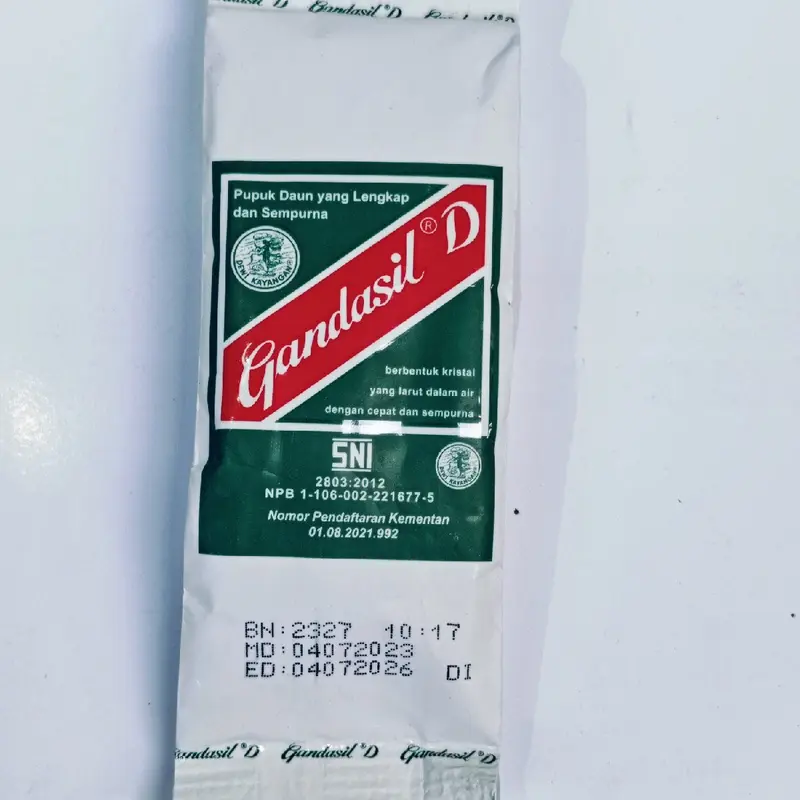 Gandasil ® D
Pupuk Daun yang Lengkap
dan Sempurna
DEWI KAYANGAN
Gandasil ® D
berbentuk kristal
yang larut dalam air
dengan cepat dan sempurna
SNI
DEWI KAYANGAN
2803:2012
NPB 1-106-002-221677-5
Nomor Pendaftaran Kementan
01.08.2021.992
BN:2327 10:17
MD:04072023
ED:04072026 DI
Gandasil ® D Gandasil ® D